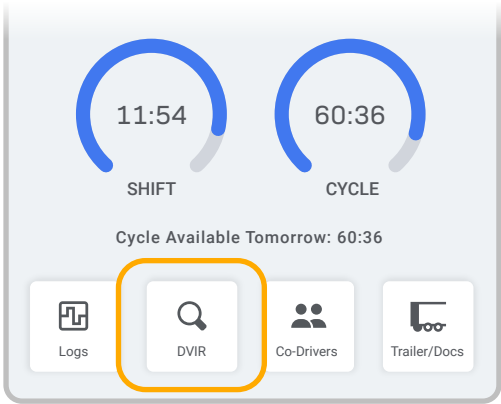 11:54 60:36
SHIFT CYCLE
Cycle Available Tomorrow: 60:36
Logs DVIR Co-Drivers Trailer/Docs